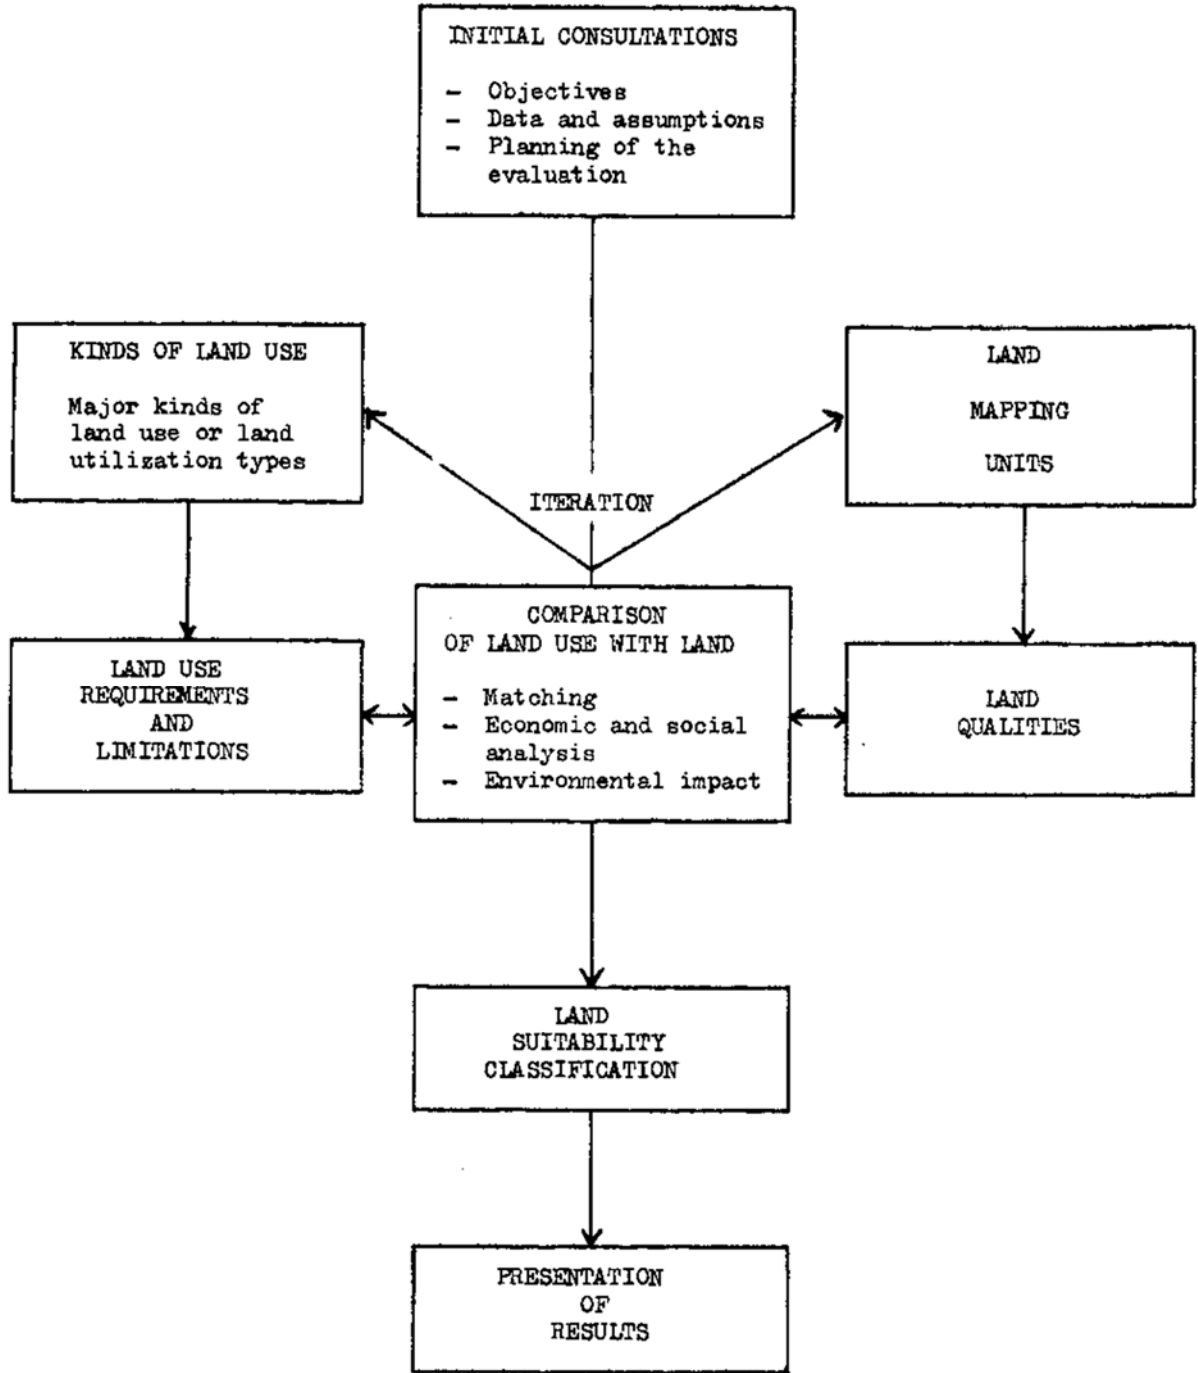 INITIAL CONSULTATIONS
- Objectives
- Data and assumptions
- Planning of the
evaluation
KINDS OF LAND USE
Major kinds of
land use or land
utilization types
LAND
MAPPING
UNITS
ITERATION
LAND USE
REQUIREMENTS
AND
LIMITATIONS
COMPARISON
OF LAND USE WITH LAND
- Matching
- Economic and social
analysis
- Environmental impact
LAND
QUALITIES
LAND
SUITABILITY
CLASSIFICATION
PRESENTATION
OF
RESULTS